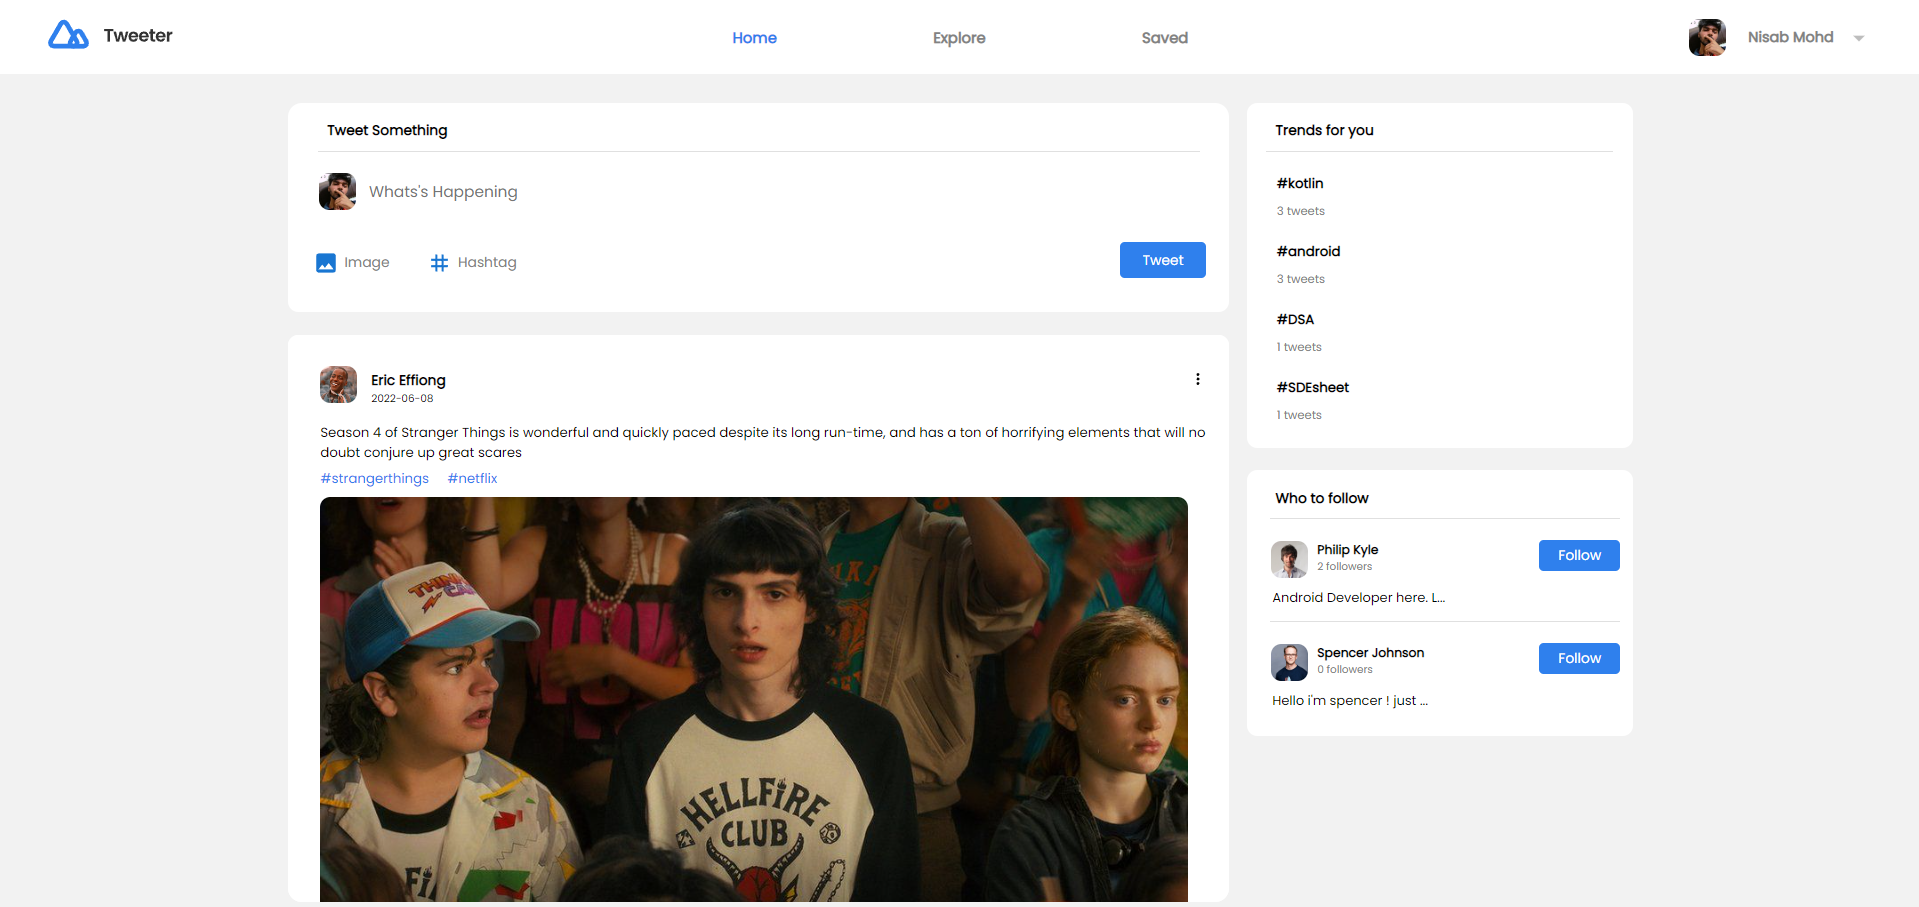 Tweeter
Home
Explore
Saved
Nisab Mohd
Tweet Something
Whats's Happening
Image
Hashtag
Tweet
Eric Effiong
2022-06-08
Season 4 of Stranger Things is wonderful and quickly paced despite its long run-time, and has a ton of horrifying elements that will no
doubt conjure up great scares
#strangerthings #netflix
THINKING
CAP
HELLFIRE
CLUB
Trends for you
#kotlin
3 tweets
#android
3 tweets
#DSA
1 tweets
#SDEsheet
1 tweets
Who to follow
Philip Kyle
2 followers
Follow
Android Developer here. L...
Spencer Johnson
0 followers
Follow
Hello i'm spencer ! just ...